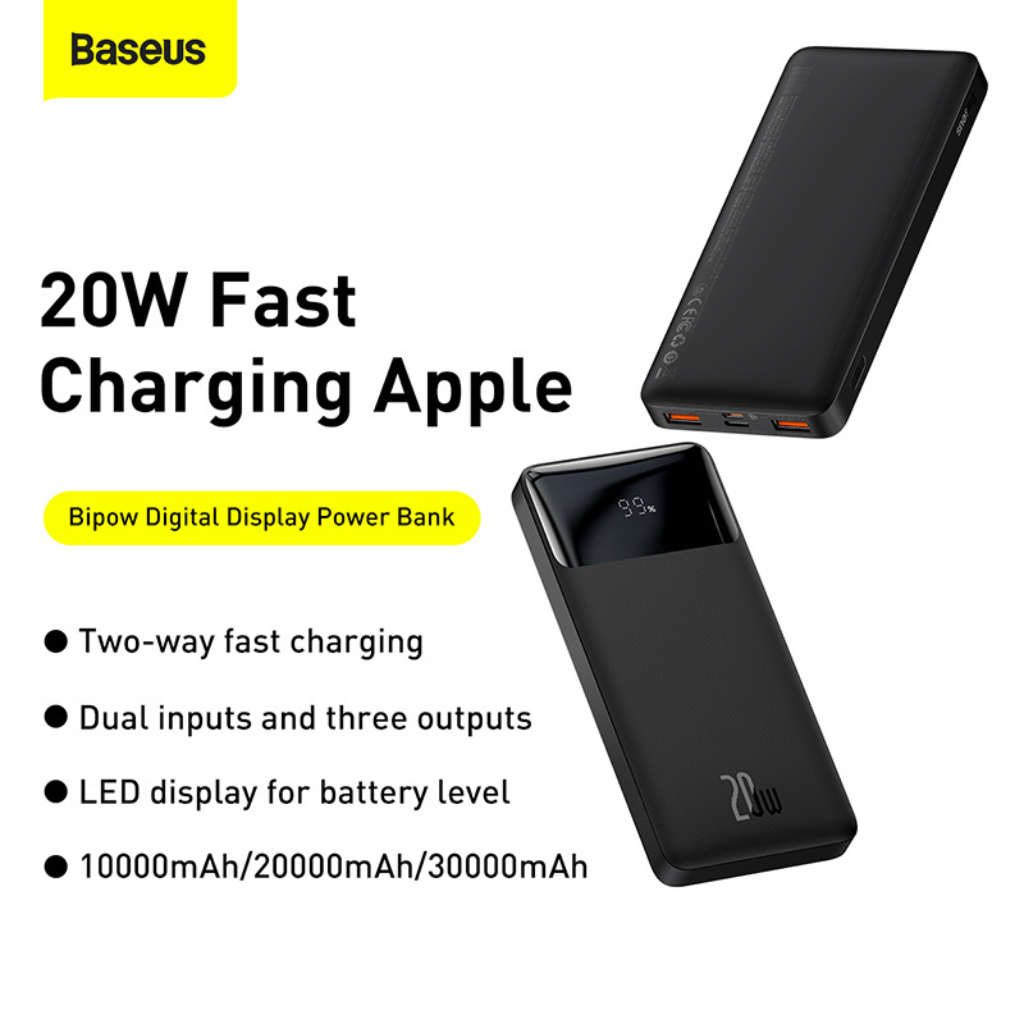 Baseus
20W Fast
Charging Apple
Bipow Digital Display Power Bank
Two-way fast charging
Dual inputs and three outputs
LED display for battery level
10000mAh/20000mAh/30000mAh
99%
20W